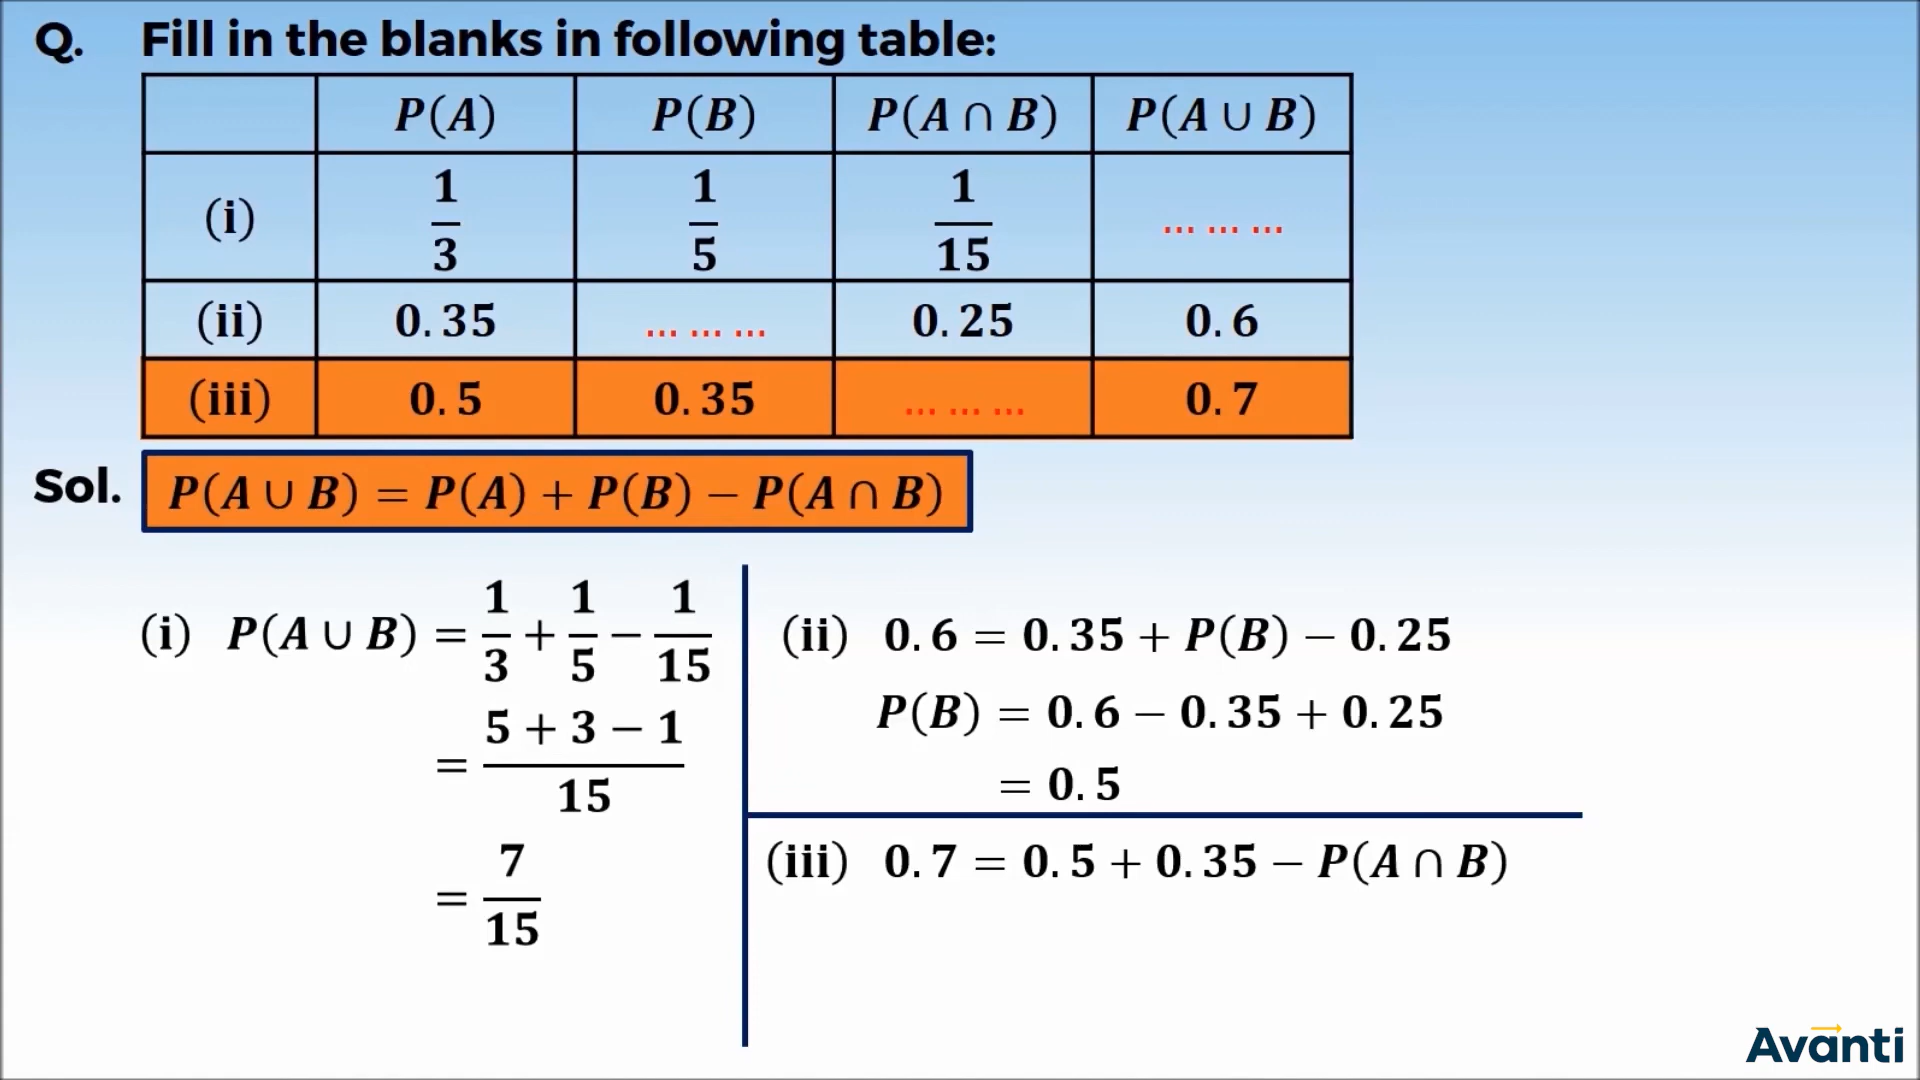 Q. Fill in the blanks in following table:
P(A) P(B) P(A ∩ B) P(A ∪ B)
(i) 1/3 1/5 1/15 ... ... ...
(ii) 0.35 ... ... ... 0.25 0.6
(iii) 0.5 0.35 ... ... ... 0.7
Sol. P(A ∪ B) = P(A) + P(B) − P(A ∩ B)
(i) P(A ∪ B) = 1/3 + 1/5 − 1/15
= (5 + 3 − 1)/15
= 7/15
(ii) 0.6 = 0.35 + P(B) − 0.25
P(B) = 0.6 − 0.35 + 0.25
= 0.5
(iii) 0.7 = 0.5 + 0.35 − P(A ∩ B)
Avanti